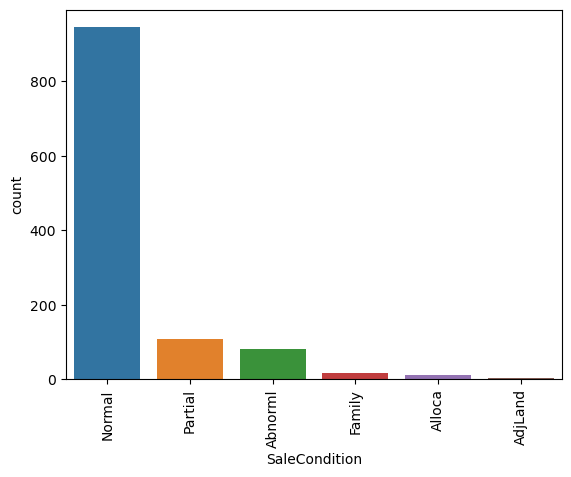 800
600
400
200
0
count
Normal
Partial
Abnorml
Family
Alloca
AdjLand
SaleCondition